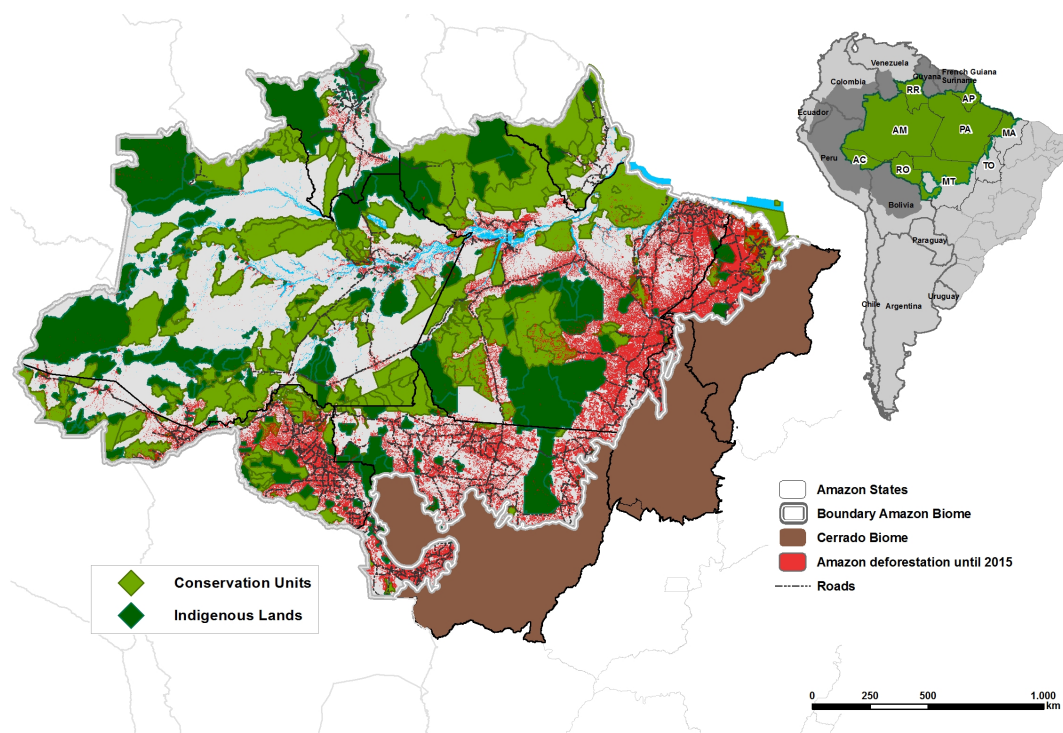 Venezuela
Colombia
Guyana
French Guiana
Suriname
RR
AP
Ecuador
AM
PA
MA
Peru
AC
RO
TO
MT
Bolivia
Paraguay
Chile
Argentina
Uruguay
Amazon States
Boundary Amazon Biome
Cerrado Biome
Amazon deforestation until 2015
Roads
Conservation Units
Indigenous Lands
0 250 500 1.000
km